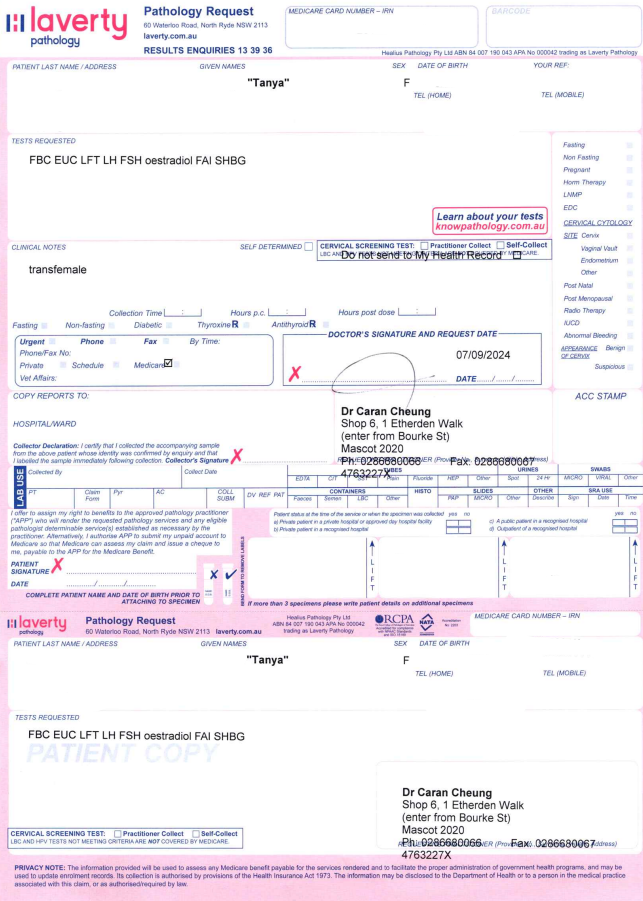 laverty
pathology
Pathology Request
60 Waterloo Road, North Ryde NSW 2113
laverty.com.au
RESULTS ENQUIRIES 13 39 36
MEDICARE CARD NUMBER – IRN
BARCODE
Healius Pathology Pty Ltd ABN 84 007 190 043 APA No 000042 trading as Laverty Pathology
PATIENT LAST NAME / ADDRESS GIVEN NAMES SEX DATE OF BIRTH YOUR REF:
"Tanya" F
TEL (HOME) TEL (MOBILE)
TESTS REQUESTED
FBC EUC LFT LH FSH oestradiol FAI SHBG
Fasting
Non Fasting
Pregnant
Horm Therapy
LNMP
EDC
CERVICAL CYTOLOGY
SITE Cervix
Vaginal Vault
Endometrium
Other
Post Natal
Post Menopausal
Radio Therapy
IUCD
Abnormal Bleeding
APPEARANCE OF CERVIX Benign
Suspicious
Learn about your tests
knowpathology.com.au
CLINICAL NOTES SELF DETERMINED
CERVICAL SCREENING TEST: Practitioner Collect Self-Collect
Do not send to My Health Record
transfemale
Collection Time : Hours p.c. : Hours post dose :
Fasting Non-fasting Diabetic Thyroxine R Antithyroid R
Urgent Phone Fax By Time:
Phone/Fax No:
Private Schedule Medicare
Vet Affairs:
DOCTOR'S SIGNATURE AND REQUEST DATE
07/09/2024
X DATE....../....../......
COPY REPORTS TO:
ACC STAMP
HOSPITAL/WARD
Dr Caran Cheung
Shop 6, 1 Etherden Walk
(enter from Bourke St)
Mascot 2020
Ph: 0286680066 Fax: 0286680067
4763227X
Collector Declaration: I certify that I collected the accompanying sample
from the above patient whose identity was confirmed by enquiry and that
I labelled the sample immediately following collection. Collector's Signature X
LAB USE
Collected By Collect Date
PT Claim Form Pyr AC COLL SUBM DV REF PAT
TUBES URINES SWABS
EDTA CIT SST Plain Fluoride HEP Other Spot 24 Hr MICRO VIRAL Other
CONTAINERS HISTO SLIDES OTHER SRA USE
Faeces Semen LBC Other PAP MICRO Other Describe Sign Date Time
I offer to assign my right to benefits to the approved pathology practitioner
("APP") who will render the requested pathology services and any eligible
pathologist determinable service(s) established as necessary by the
practitioner. Alternatively, I authorise APP to submit my unpaid account to
Medicare so that Medicare can assess my claim and issue a cheque to
me, payable to the APP for the Medicare Benefit.
Patient status at the time of the service or when the specimen was collected yes no
a) Private patient in a private hospital or approved day hospital facility
b) Private patient in a recognised hospital
c) A public patient in a recognised hospital
d) Outpatient of a recognised hospital
yes no
PATIENT
SIGNATURE X
DATE ....../....../......
COMPLETE PATIENT NAME AND DATE OF BIRTH PRIOR TO
ATTACHING TO SPECIMEN
X ✓
BEND FORM TO REMOVE LABELS
LIFT
LIFT
LIFT
If more than 3 specimens please write patient details on additional specimens
laverty
pathology
Pathology Request
60 Waterloo Road, North Ryde NSW 2113 laverty.com.au
Healius Pathology Pty Ltd
ABN 84 007 190 043 APA No 000042
trading as Laverty Pathology
RCPA
NATA
MEDICARE CARD NUMBER – IRN
PATIENT LAST NAME / ADDRESS GIVEN NAMES SEX DATE OF BIRTH
"Tanya" F
TEL (HOME) TEL (MOBILE)
TESTS REQUESTED
FBC EUC LFT LH FSH oestradiol FAI SHBG
PATIENT COPY
Dr Caran Cheung
Shop 6, 1 Etherden Walk
(enter from Bourke St)
Mascot 2020
Ph: 0286680066 Fax: 0286680067
4763227X
CERVICAL SCREENING TEST: Practitioner Collect Self-Collect
LBC AND HPV TESTS NOT MEETING CRITERIA ARE NOT COVERED BY MEDICARE.
PRIVACY NOTE: The information provided will be used to assess any Medicare benefit payable for the services rendered and to facilitate the proper administration of government health programs, and may be
used to update enrolment records. Its collection is authorised by provisions of the Health Insurance Act 1973. The information may be disclosed to the Department of Health or to a person in the medical practice
associated with this claim, or as authorised/required by law.